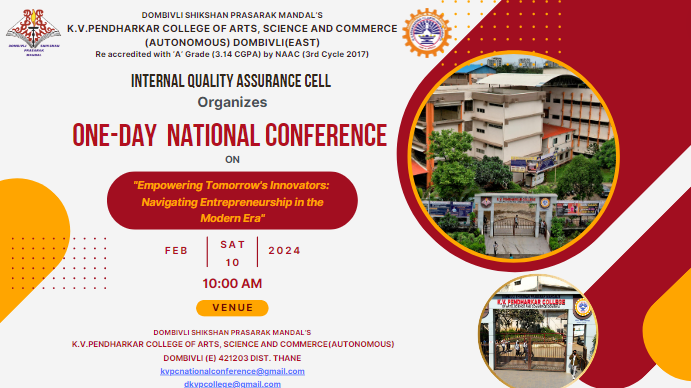 DOMBIVLI SHIKSHAN PRASARAK MANDAL'S
K.V.PENDHARKAR COLLEGE OF ARTS, SCIENCE AND COMMERCE
(AUTONOMOUS) DOMBIVLI(EAST)
Re accredited with 'A' Grade (3.14 CGPA) by NAAC (3rd Cycle 2017)
DOMBIVLI SHIKSHAN
PRASARAK
MANDAL
INTERNAL QUALITY ASSURANCE CELL
Organizes
ONE-DAY NATIONAL CONFERENCE
ON
"Empowering Tomorrow's Innovators:
Navigating Entrepreneurship in the
Modern Era"
FEB SAT 10 2024
10:00 AM
VENUE
DOMBIVLI SHIKSHAN PRASARAK MANDAL'S
K.V.PENDHARKAR COLLEGE OF ARTS, SCIENCE AND COMMERCE(AUTONOMOUS)
DOMBIVLI (E) 421203 DIST. THANE
kvpcnationalconference@gmail.com
dkvpcollege@gmail.com
K.V. PENDHARKAR COLLEGE